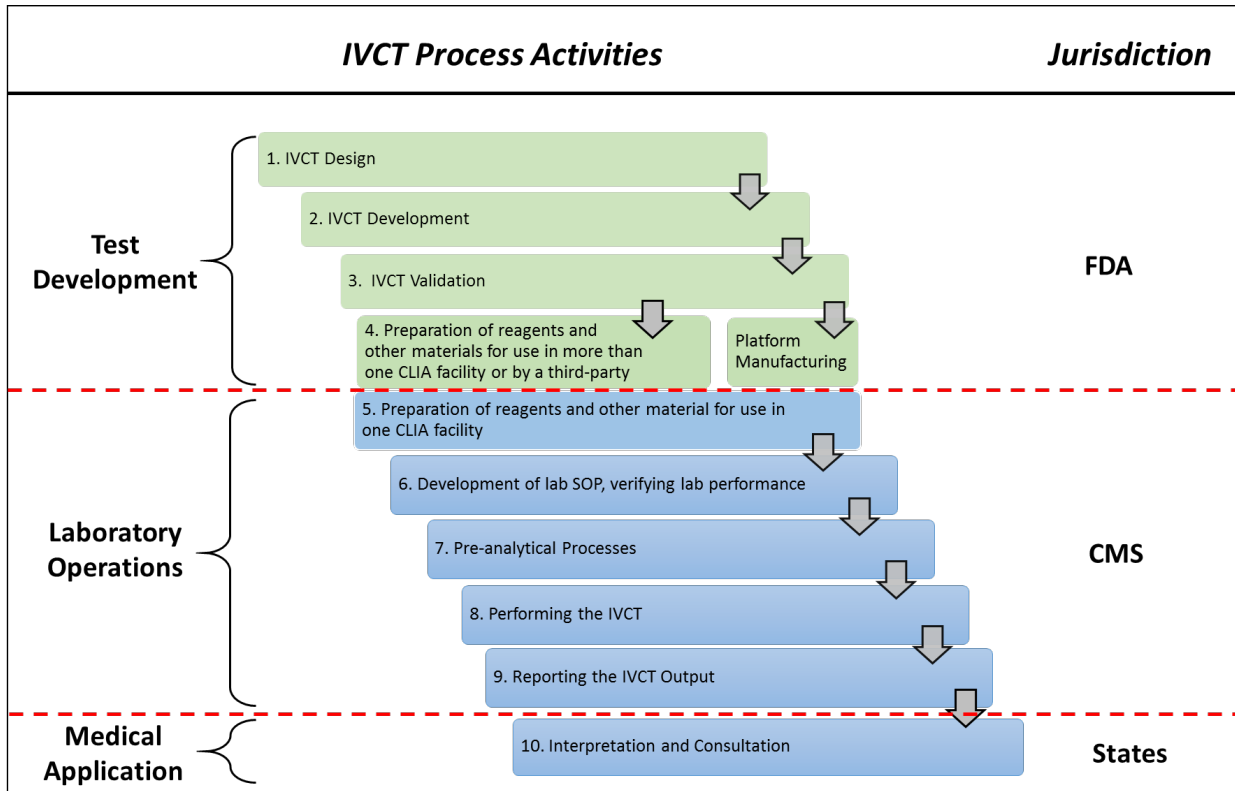 IVCT Process Activities
Jurisdiction
Test
Development
1. IVCT Design
2. IVCT Development
3. IVCT Validation
4. Preparation of reagents and
other materials for use in more than
one CLIA facility or by a third-party
Platform
Manufacturing
FDA
Laboratory
Operations
5. Preparation of reagents and other material for use in
one CLIA facility
6. Development of lab SOP, verifying lab performance
7. Pre-analytical Processes
8. Performing the IVCT
9. Reporting the IVCT Output
CMS
Medical
Application
10. Interpretation and Consultation
States